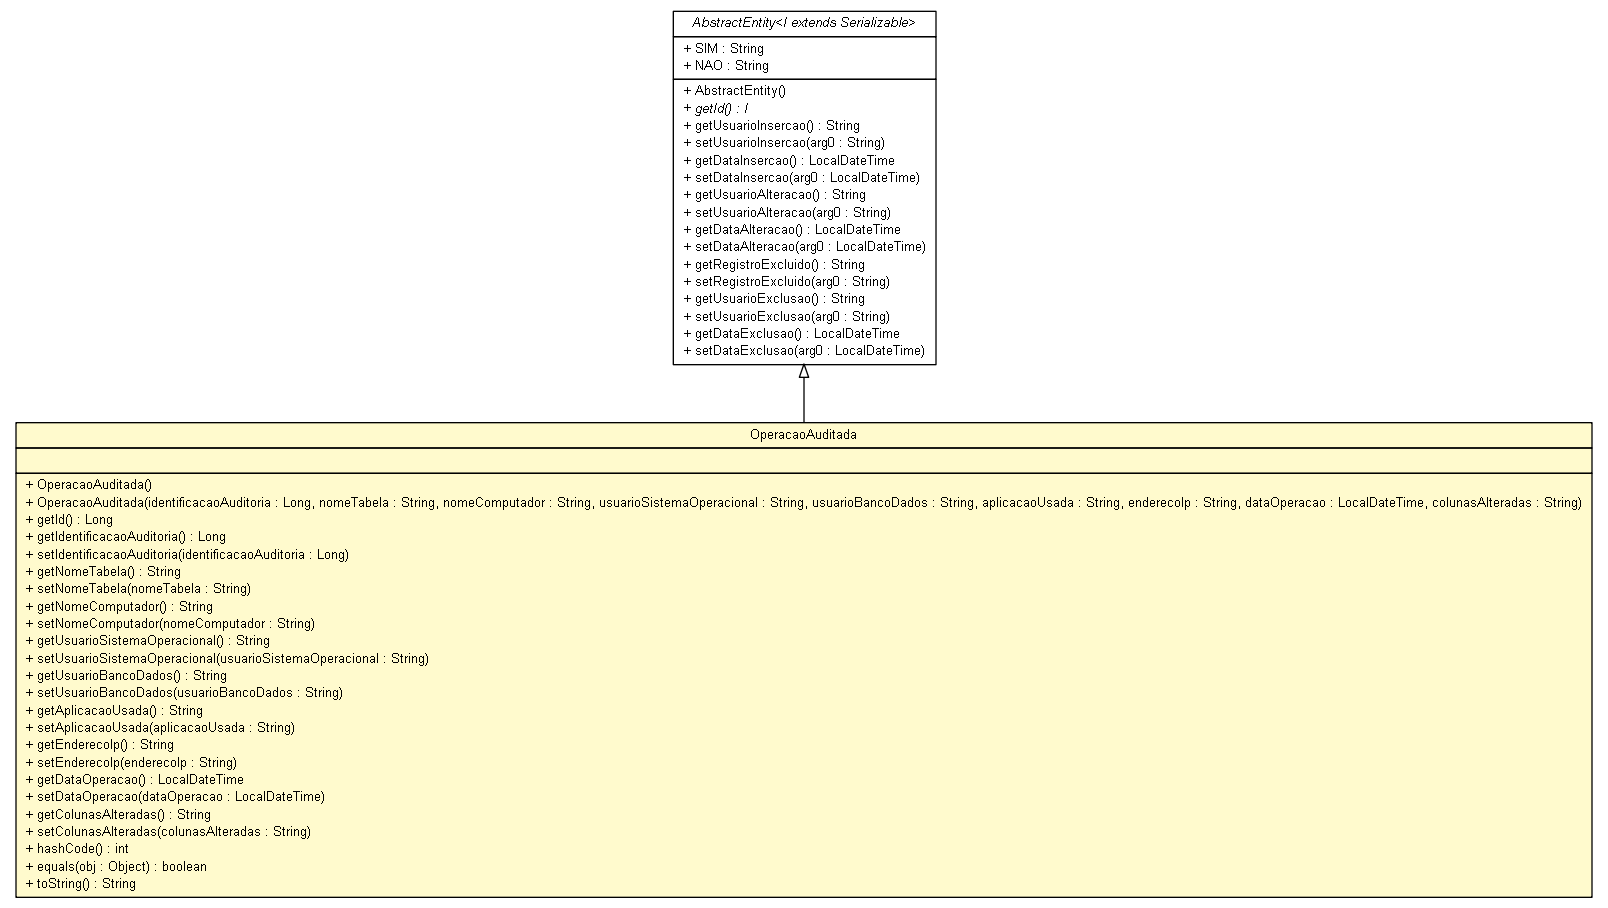 AbstractEntity<I extends Serializable>
+ SIM : String
+ NAO : String
+ AbstractEntity()
+ getId() : I
+ getUsuarioInsercao() : String
+ setUsuarioInsercao(arg0 : String)
+ getDataInsercao() : LocalDateTime
+ setDataInsercao(arg0 : LocalDateTime)
+ getUsuarioAlteracao() : String
+ setUsuarioAlteracao(arg0 : String)
+ getDataAlteracao() : LocalDateTime
+ setDataAlteracao(arg0 : LocalDateTime)
+ getRegistroExcluido() : String
+ setRegistroExcluido(arg0 : String)
+ getUsuarioExclusao() : String
+ setUsuarioExclusao(arg0 : String)
+ getDataExclusao() : LocalDateTime
+ setDataExclusao(arg0 : LocalDateTime)
OperacaoAuditada
+ OperacaoAuditada()
+ OperacaoAuditada(identificacaoAuditoria : Long, nomeTabela : String, nomeComputador : String, usuarioSistemaOperacional : String, usuarioBancoDados : String, aplicacaoUsada : String, enderecoIp : String, dataOperacao : LocalDateTime, colunasAlteradas : String)
+ getId() : Long
+ getIdentificacaoAuditoria() : Long
+ setIdentificacaoAuditoria(identificacaoAuditoria : Long)
+ getNomeTabela() : String
+ setNomeTabela(nomeTabela : String)
+ getNomeComputador() : String
+ setNomeComputador(nomeComputador : String)
+ getUsuarioSistemaOperacional() : String
+ setUsuarioSistemaOperacional(usuarioSistemaOperacional : String)
+ getUsuarioBancoDados() : String
+ setUsuarioBancoDados(usuarioBancoDados : String)
+ getAplicacaoUsada() : String
+ setAplicacaoUsada(aplicacaoUsada : String)
+ getEnderecoIp() : String
+ setEnderecoIp(enderecoIp : String)
+ getDataOperacao() : LocalDateTime
+ setDataOperacao(dataOperacao : LocalDateTime)
+ getColunasAlteradas() : String
+ setColunasAlteradas(colunasAlteradas : String)
+ hashCode() : int
+ equals(obj : Object) : boolean
+ toString() : String